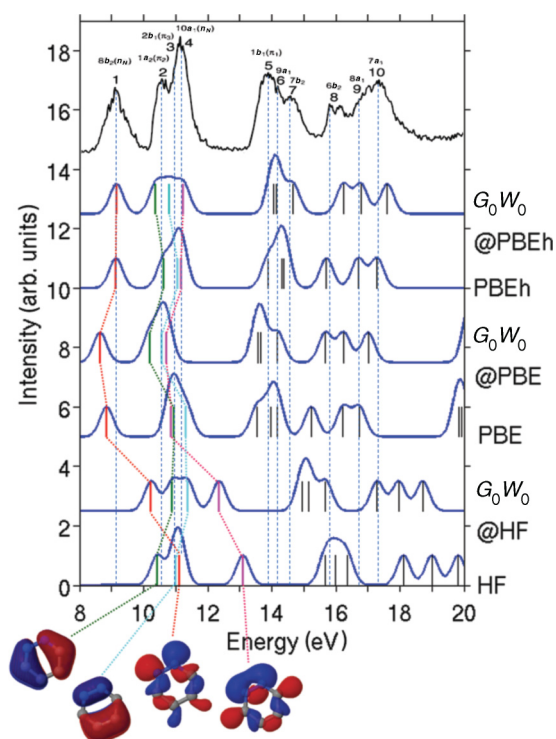 10a₁(n_N)
2b₁(π₃)
8b₂(n_N) 1a₂(π₂) 3 4 1b₁(π₁) 9a₁ 7b₂ 6b₂ 8a₁ 7a₁
1 2 5 6 7 8 9 10
18
16
14
12
10
8
6
4
2
0
Intensity (arb. units)
G₀W₀
@PBEh
PBEh
G₀W₀
@PBE
PBE
G₀W₀
@HF
HF
8 10 12 14 16 18 20
Energy (eV)